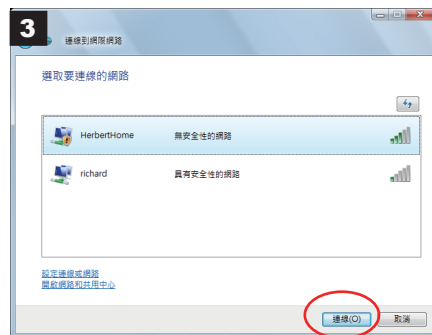 3
連線到網際網路
選取要連線的網路
HerbertHome 無安全性的網路
richard 具有安全性的網路
設定連線或網路
開啟網路和共用中心
連線(O) 取消